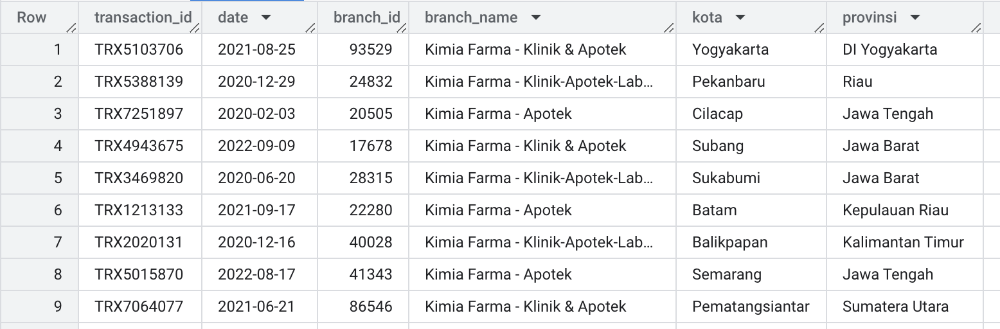 Row transaction_id date branch_id branch_name kota provinsi
1 TRX5103706 2021-08-25 93529 Kimia Farma - Klinik & Apotek Yogyakarta DI Yogyakarta
2 TRX5388139 2020-12-29 24832 Kimia Farma - Klinik-Apotek-Lab... Pekanbaru Riau
3 TRX7251897 2020-02-03 20505 Kimia Farma - Apotek Cilacap Jawa Tengah
4 TRX4943675 2022-09-09 17678 Kimia Farma - Klinik & Apotek Subang Jawa Barat
5 TRX3469820 2020-06-20 28315 Kimia Farma - Klinik-Apotek-Lab... Sukabumi Jawa Barat
6 TRX1213133 2021-09-17 22280 Kimia Farma - Apotek Batam Kepulauan Riau
7 TRX2020131 2020-12-16 40028 Kimia Farma - Klinik-Apotek-Lab... Balikpapan Kalimantan Timur
8 TRX5015870 2022-08-17 41343 Kimia Farma - Apotek Semarang Jawa Tengah
9 TRX7064077 2021-06-21 86546 Kimia Farma - Klinik & Apotek Pematangsiantar Sumatera Utara